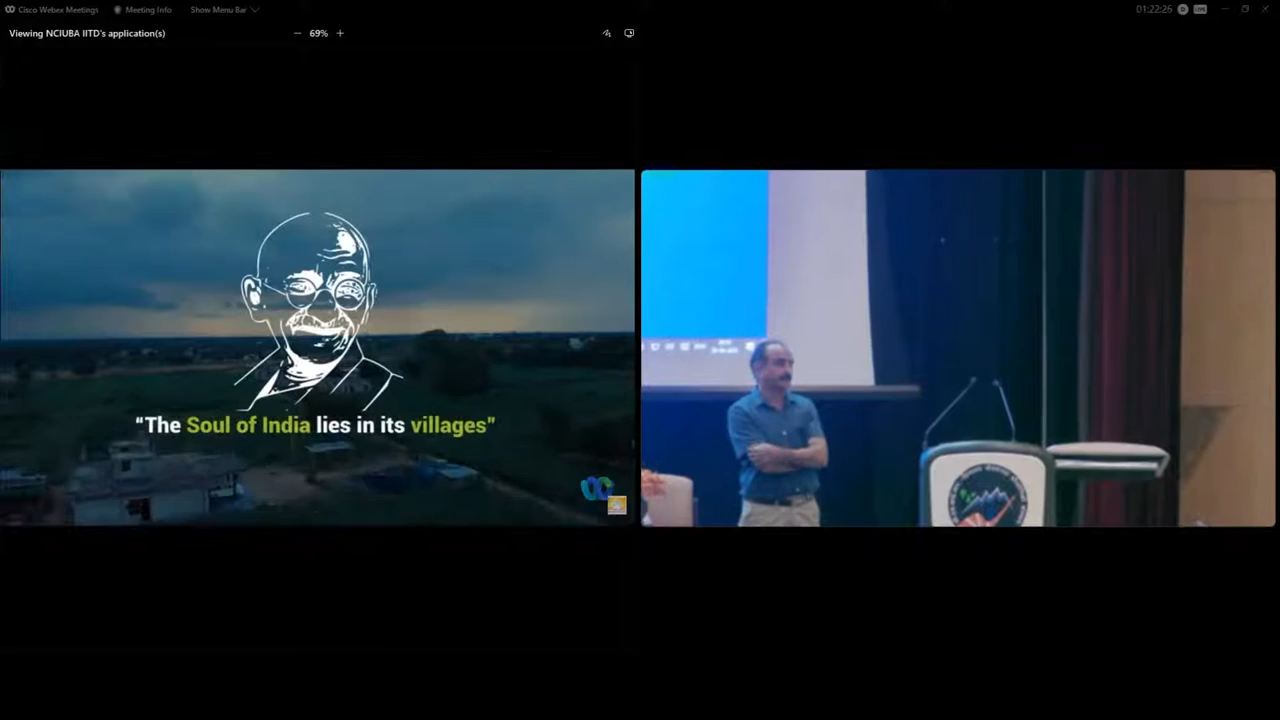 Cisco Webex Meetings
Meeting Info
Show Menu Bar
01:22:25
Viewing NCIUBA IITD's application(s)
69%
“The Soul of India lies in its villages”